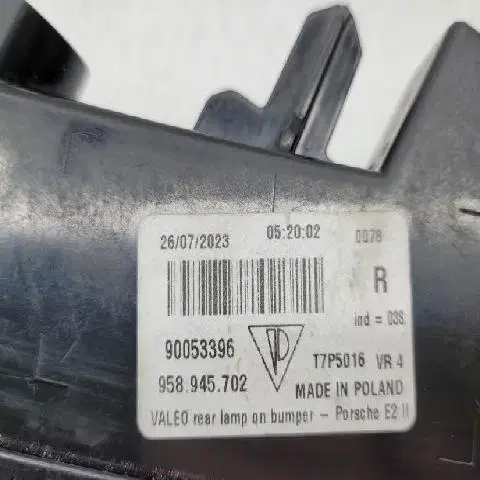 26/07/2023 05:20:02 0078
R
ind = 03S
90053396 T7P5016 VR 4
958.945.702 MADE IN POLAND
VALEO rear lamp on bumper – Porsche E2 II